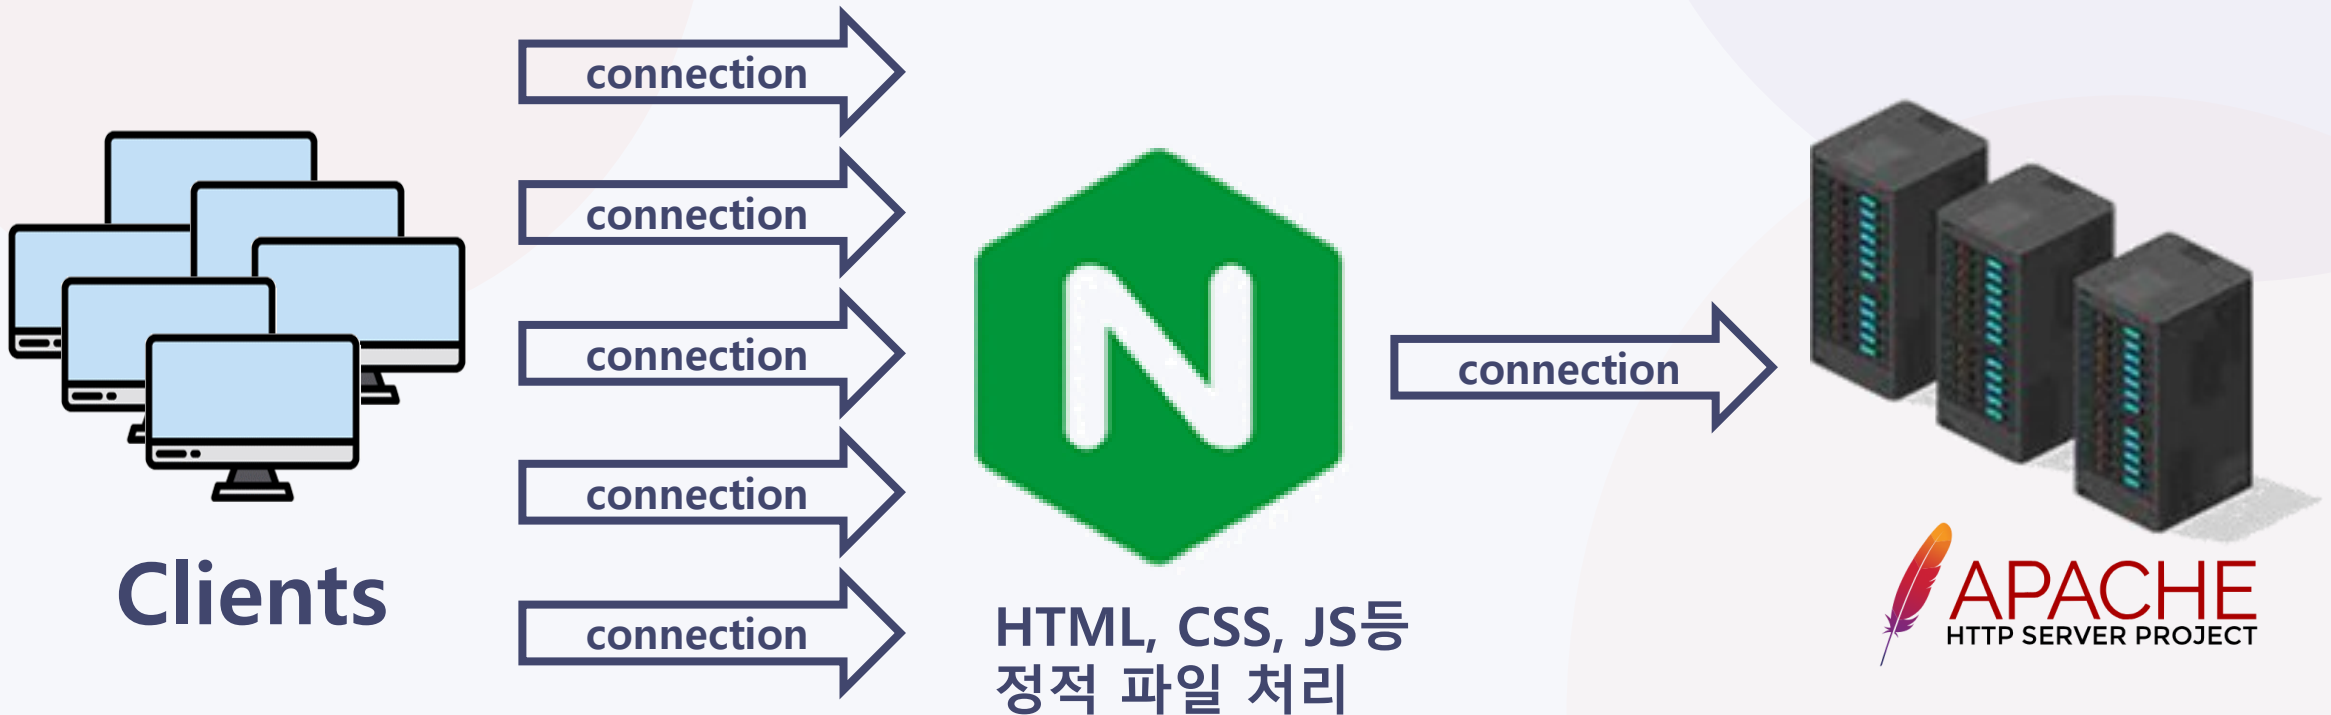 connection
connection
connection
connection
connection
connection
Clients
N
HTML, CSS, JS등
정적 파일 처리
APACHE
HTTP SERVER PROJECT